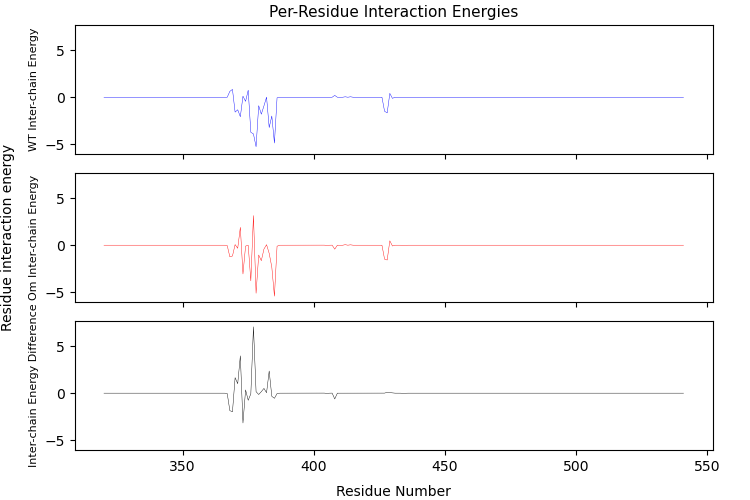 Per-Residue Interaction Energies
Residue interaction energy
WT Inter-chain Energy
5
0
−5
Om Inter-chain Energy
5
0
−5
Inter-chain Energy Difference
5
0
−5
350
400
450
500
550
Residue Number